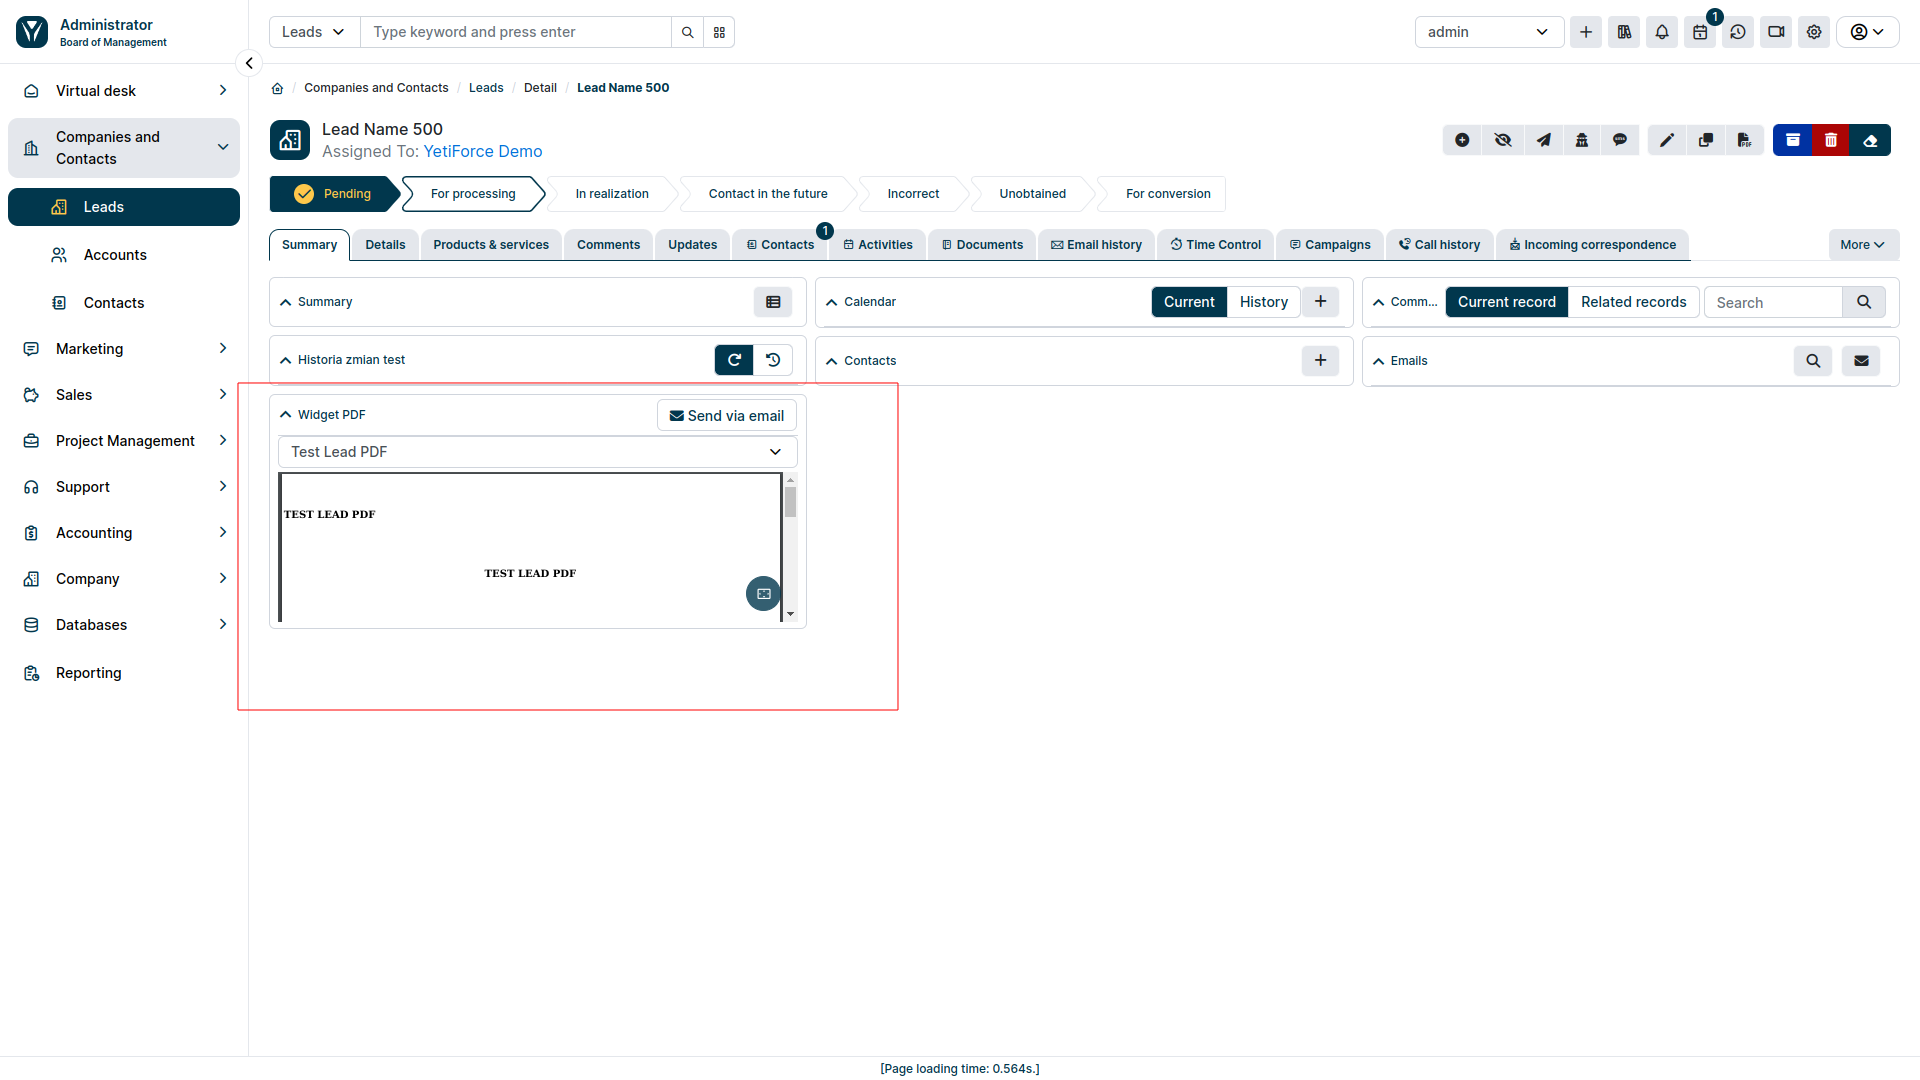 Administrator
Board of Management
Leads
Type keyword and press enter
admin
1
Virtual desk
Companies and
Contacts
Leads
Accounts
Contacts
Marketing
Sales
Project Management
Support
Accounting
Company
Databases
Reporting
/ Companies and Contacts / Leads / Detail / Lead Name 500
Lead Name 500
Assigned To: YetiForce Demo
PDF
Pending
For processing
In realization
Contact in the future
Incorrect
Unobtained
For conversion
Summary
Details
Products & services
Comments
Updates
Contacts
1
Activities
Documents
Email history
Time Control
Campaigns
Call history
Incoming correspondence
More
Summary
Calendar
Current
History
Comm...
Current record
Related records
Search
Historia zmian test
Contacts
Emails
Widget PDF
Send via email
Test Lead PDF
TEST LEAD PDF
TEST LEAD PDF
[Page loading time: 0.564s.]